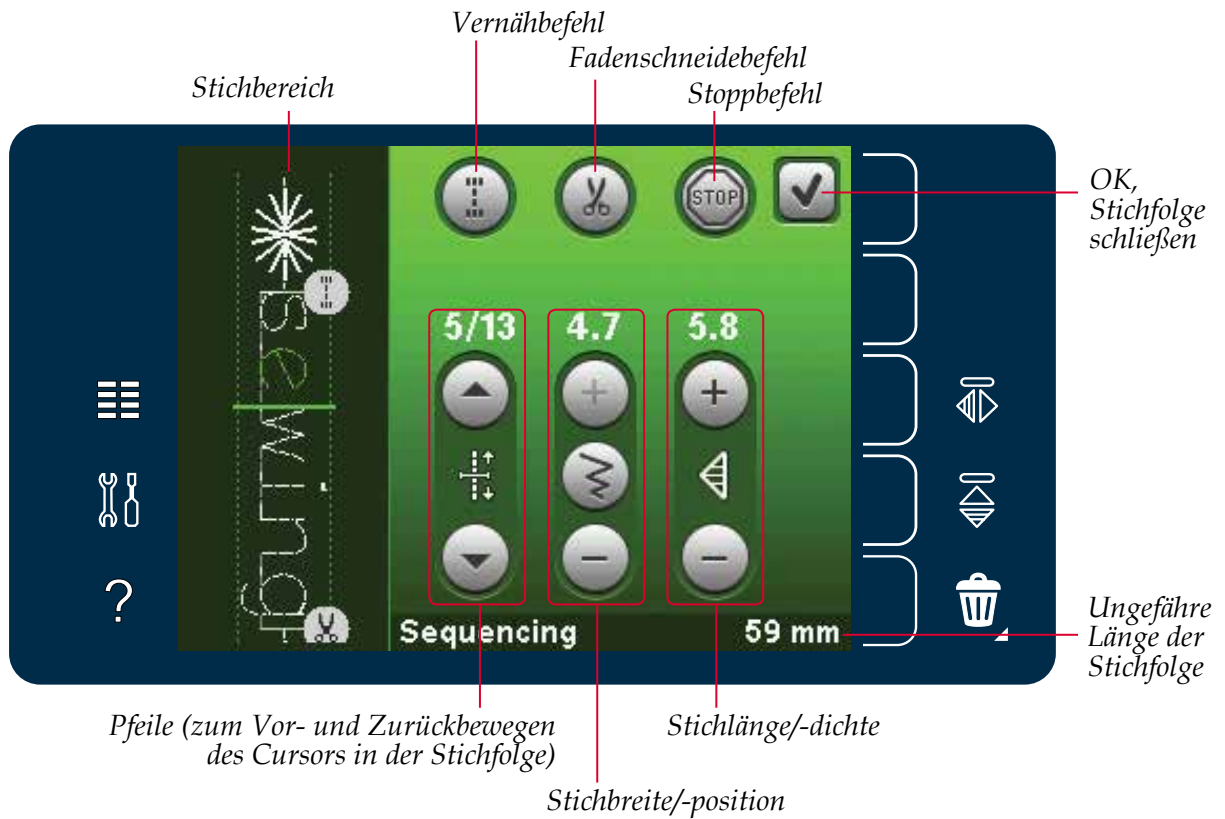 Vernähbefehl
Fadenschneidebefehl
Stichbereich
Stoppbefehl
STOP
OK,
Stichfolge
schließen
5/13
4.7
5.8
sewing
?
Sequencing
59 mm
Ungefähre
Länge der
Stichfolge
Pfeile (zum Vor- und Zurückbewegen
des Cursors in der Stichfolge)
Stichlänge/-dichte
Stichbreite/-position